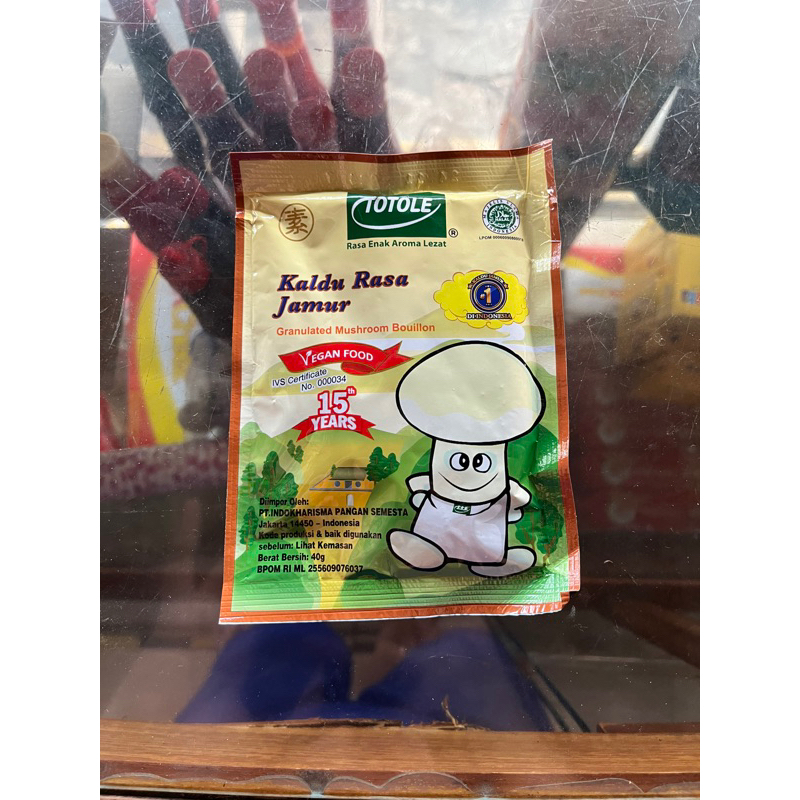 素
TOTOLE
®
Rasa Enak Aroma Lezat
HALAL
INDONESIA
Kaldu Rasa
Jamur
Granulated Mushroom Bouillon
#1
DI INDONESIA
VEGAN FOOD
IVS Certificate
No. 000034
15th
YEARS
Diimpor Oleh:
PT.INDOKHARISMA PANGAN SEMESTA
Jakarta 14450 – Indonesia
Kode produksi & baik digunakan
sebelum: Lihat Kemasan
Berat Bersih: 40g
BPOM RI ML 255609076037